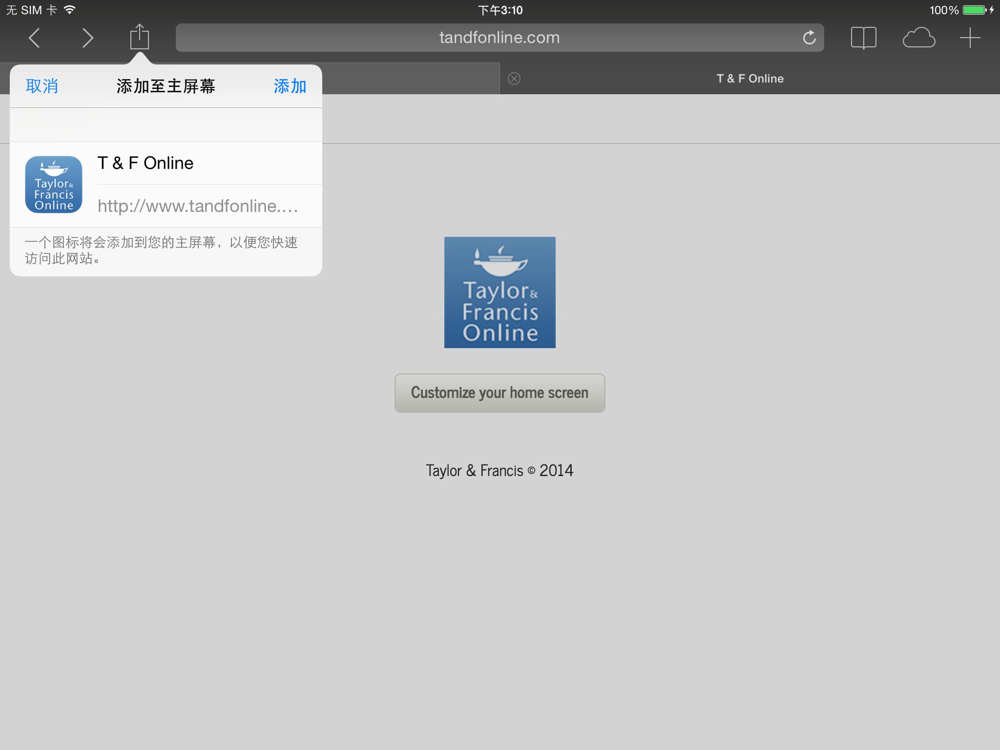 无 SIM 卡
下午3:10
100%
tandfonline.com
取消
添加至主屏幕
添加
T & F Online
T & F Online
Taylor&
Francis
Online
http://www.tandfonline....
一个图标将会添加到您的主屏幕，以便您快速
访问此网站。
Taylor&
Francis
Online
Customize your home screen
Taylor & Francis © 2014